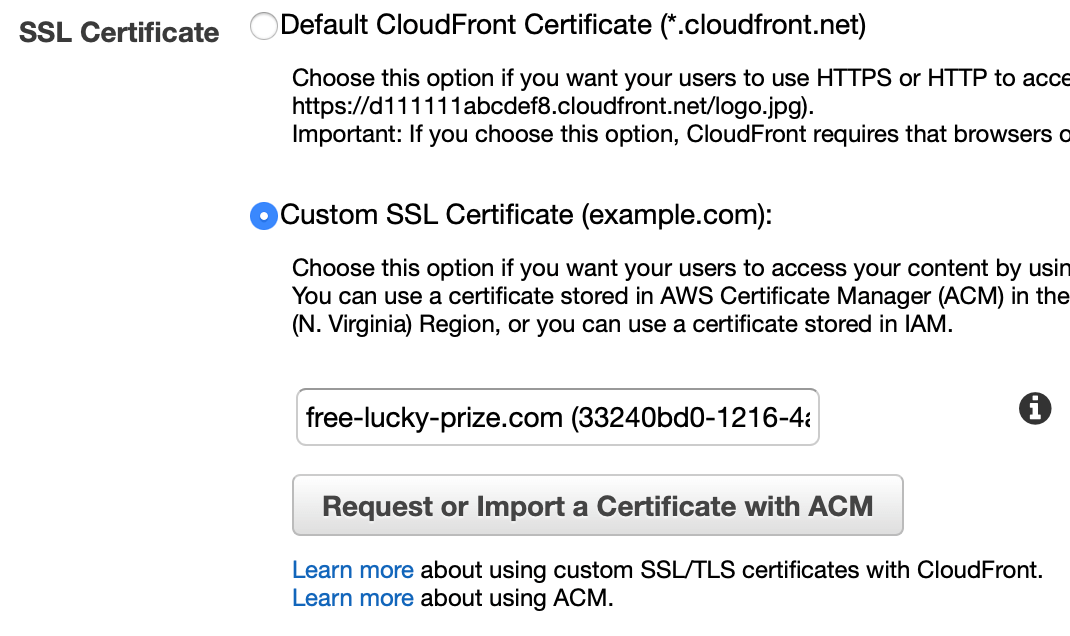 SSL Certificate
Default CloudFront Certificate (*.cloudfront.net)
Choose this option if you want your users to use HTTPS or HTTP to acce
https://d111111abcdef8.cloudfront.net/logo.jpg).
Important: If you choose this option, CloudFront requires that browsers o
Custom SSL Certificate (example.com):
Choose this option if you want your users to access your content by usin
You can use a certificate stored in AWS Certificate Manager (ACM) in the
(N. Virginia) Region, or you can use a certificate stored in IAM.
free-lucky-prize.com (33240bd0-1216-4a
Request or Import a Certificate with ACM
Learn more about using custom SSL/TLS certificates with CloudFront.
Learn more about using ACM.